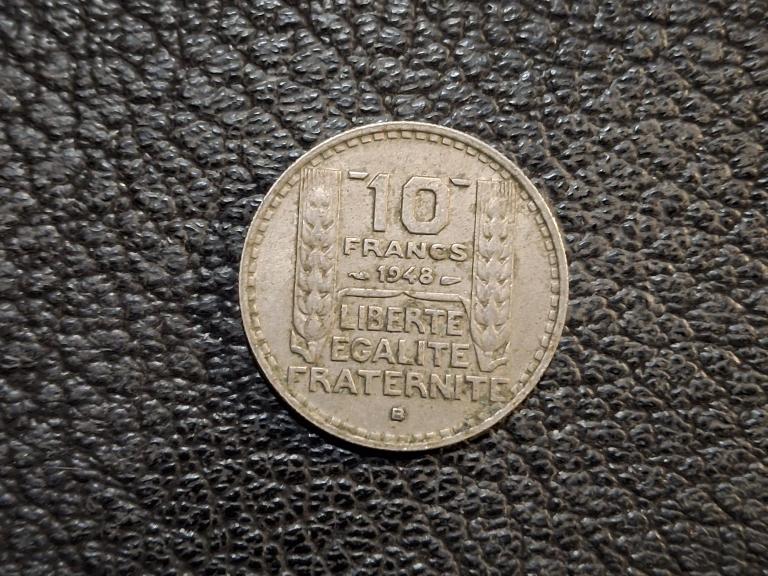 10
FRANCS
1948
LIBERTE
EGALITE
FRATERNITE
B